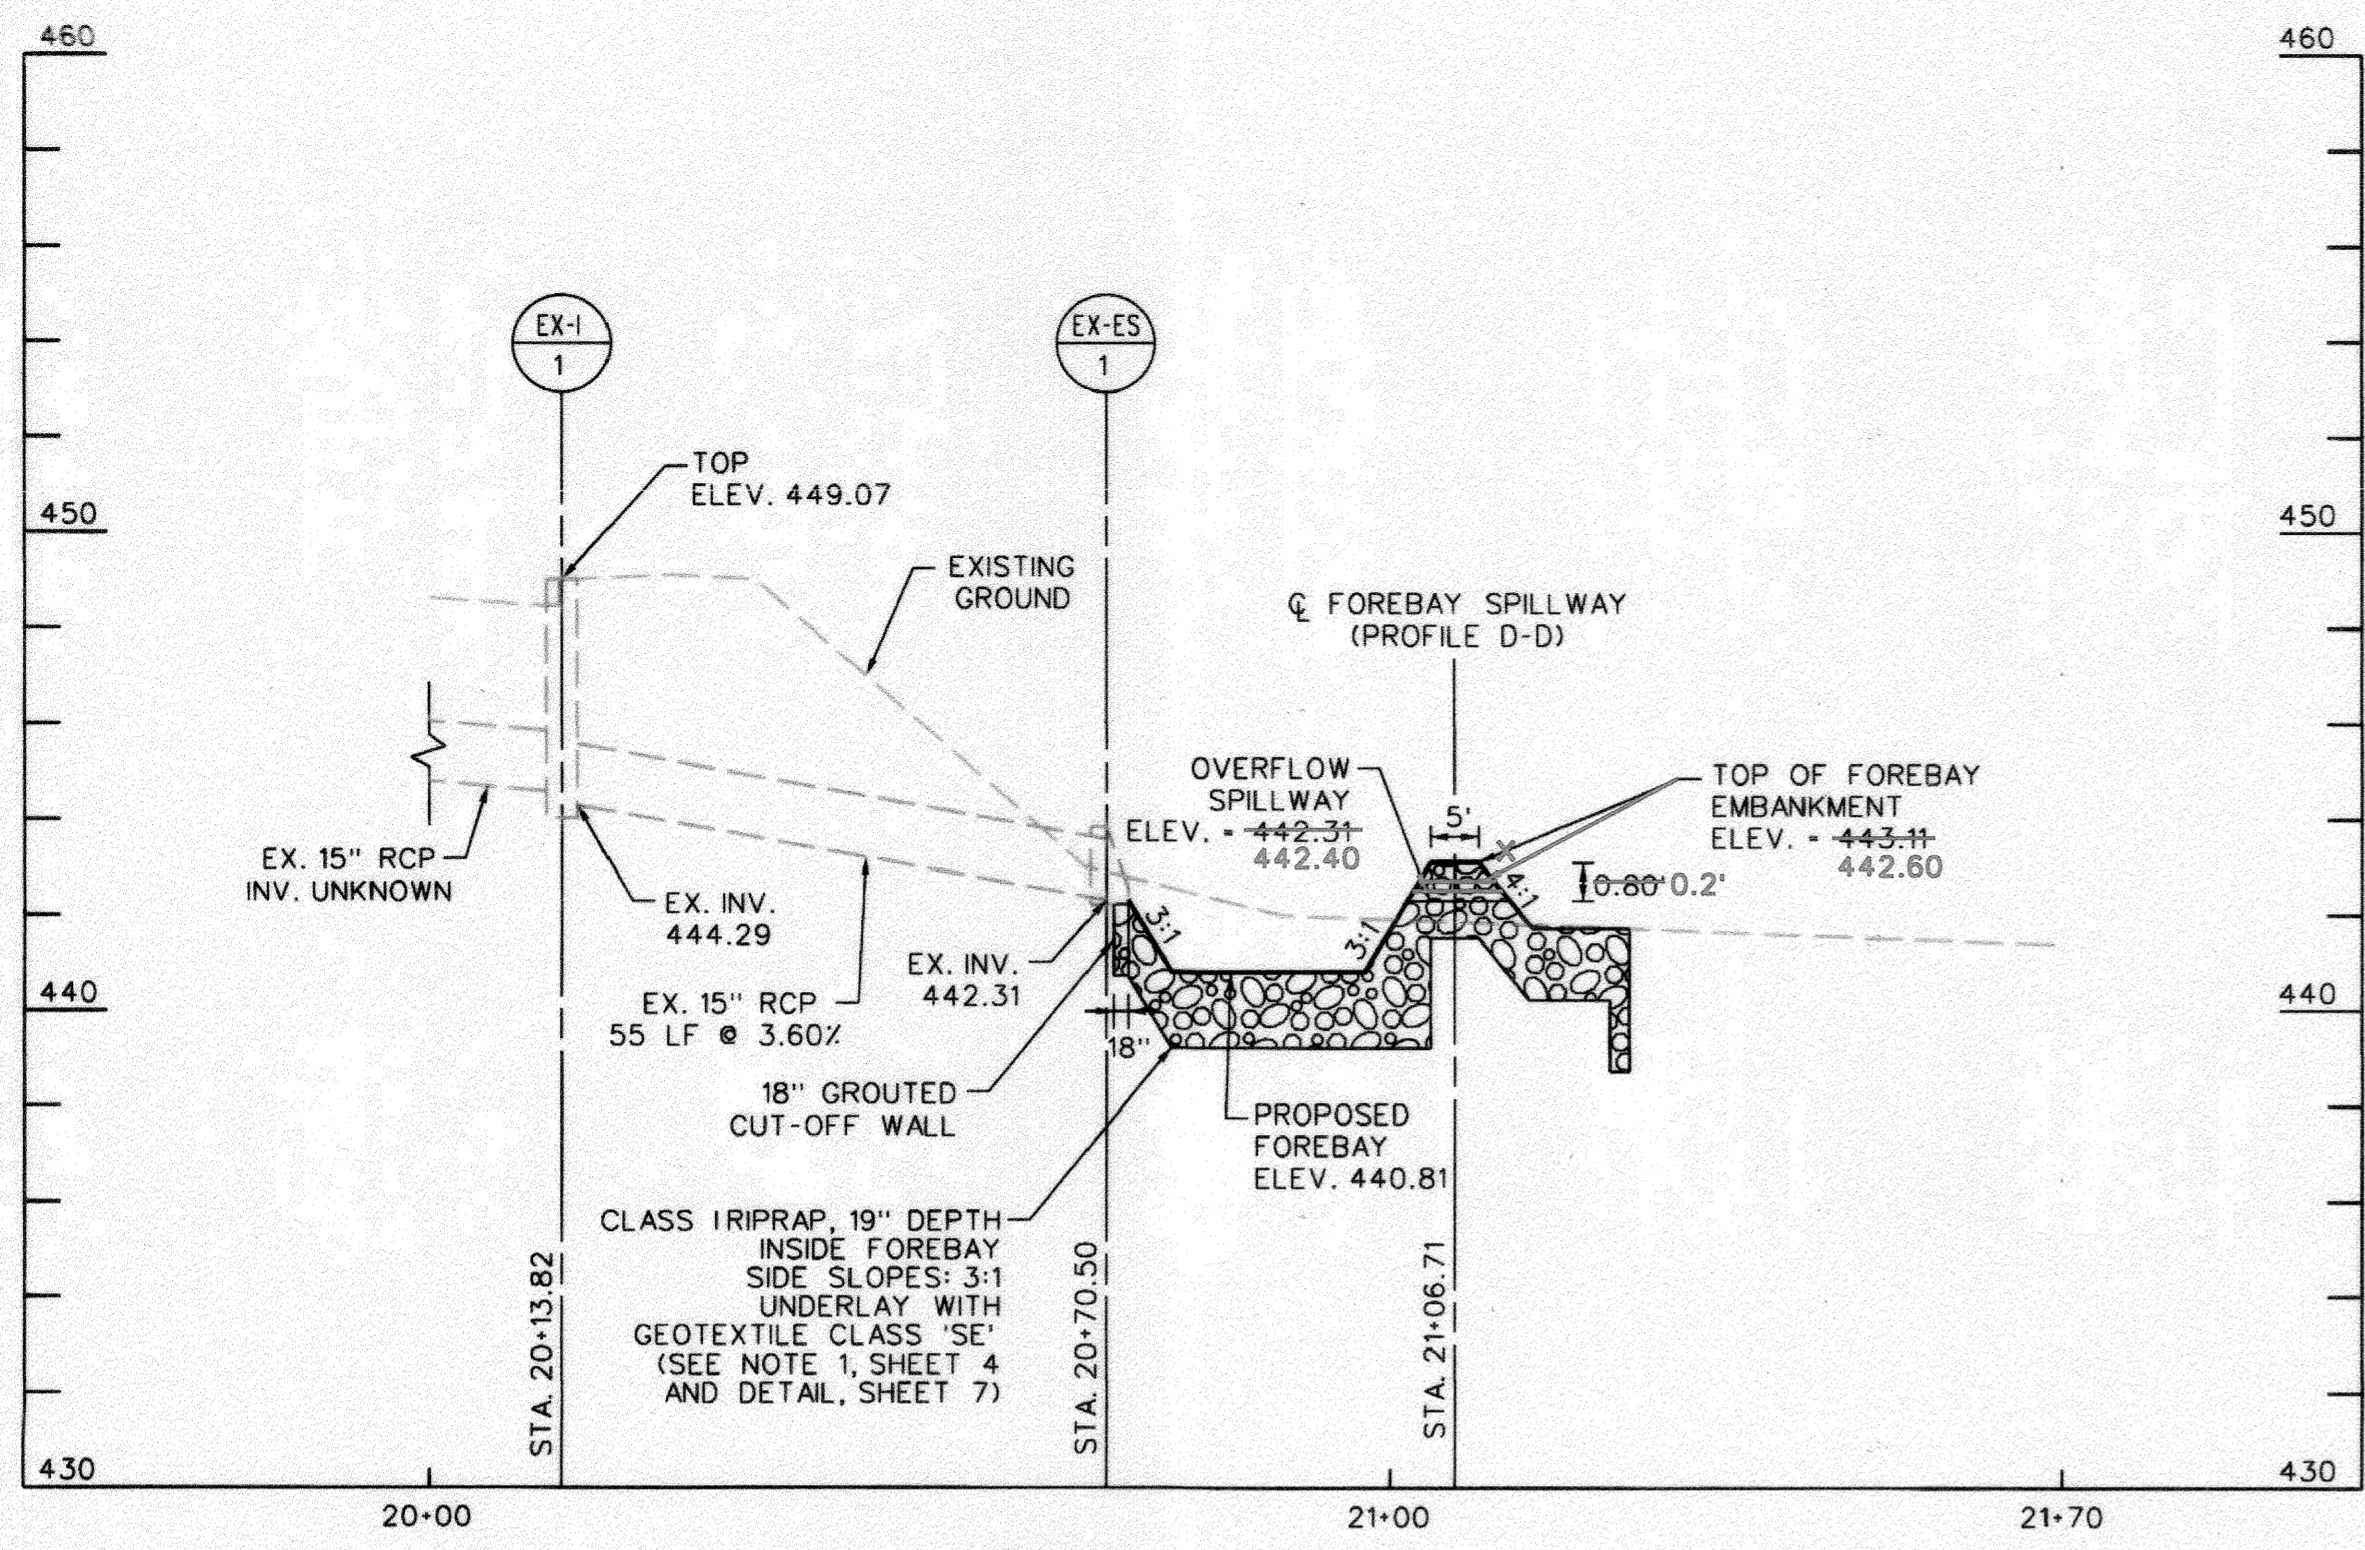 460
460
EX-I
1
EX-ES
1
TOP
ELEV. 449.07
450
450
EXISTING
GROUND
℄ FOREBAY SPILLWAY
(PROFILE D-D)
OVERFLOW
SPILLWAY
ELEV. = 442.31
442.40
5'
TOP OF FOREBAY
EMBANKMENT
ELEV. = 443.11
442.60
X
0.80' 0.2'
4:1
3:1
3:1
EX. 15" RCP
INV. UNKNOWN
EX. INV.
444.29
EX. INV.
442.31
440
440
EX. 15" RCP
55 LF @ 3.60%
18"
18" GROUTED
CUT-OFF WALL
PROPOSED
FOREBAY
ELEV. 440.81
CLASS I RIPRAP, 19" DEPTH
INSIDE FOREBAY
SIDE SLOPES: 3:1
UNDERLAY WITH
GEOTEXTILE CLASS 'SE'
(SEE NOTE 1, SHEET 4
AND DETAIL, SHEET 7)
STA. 20+13.82
STA. 20+70.50
STA. 21+06.71
430
430
20+00
21+00
21+70